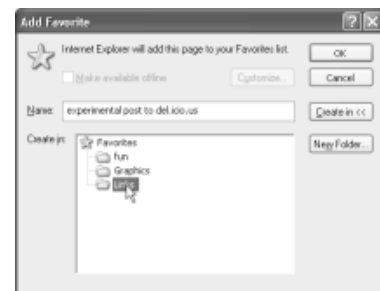 Add Favorite
Internet Explorer will add this page to your Favorites list.
OK
Make available offline
Customize...
Cancel
Name:
experimental post to del.icio.us
Create in <<
Create in:
Favorites
New Folder...
fun
Graphics
Links